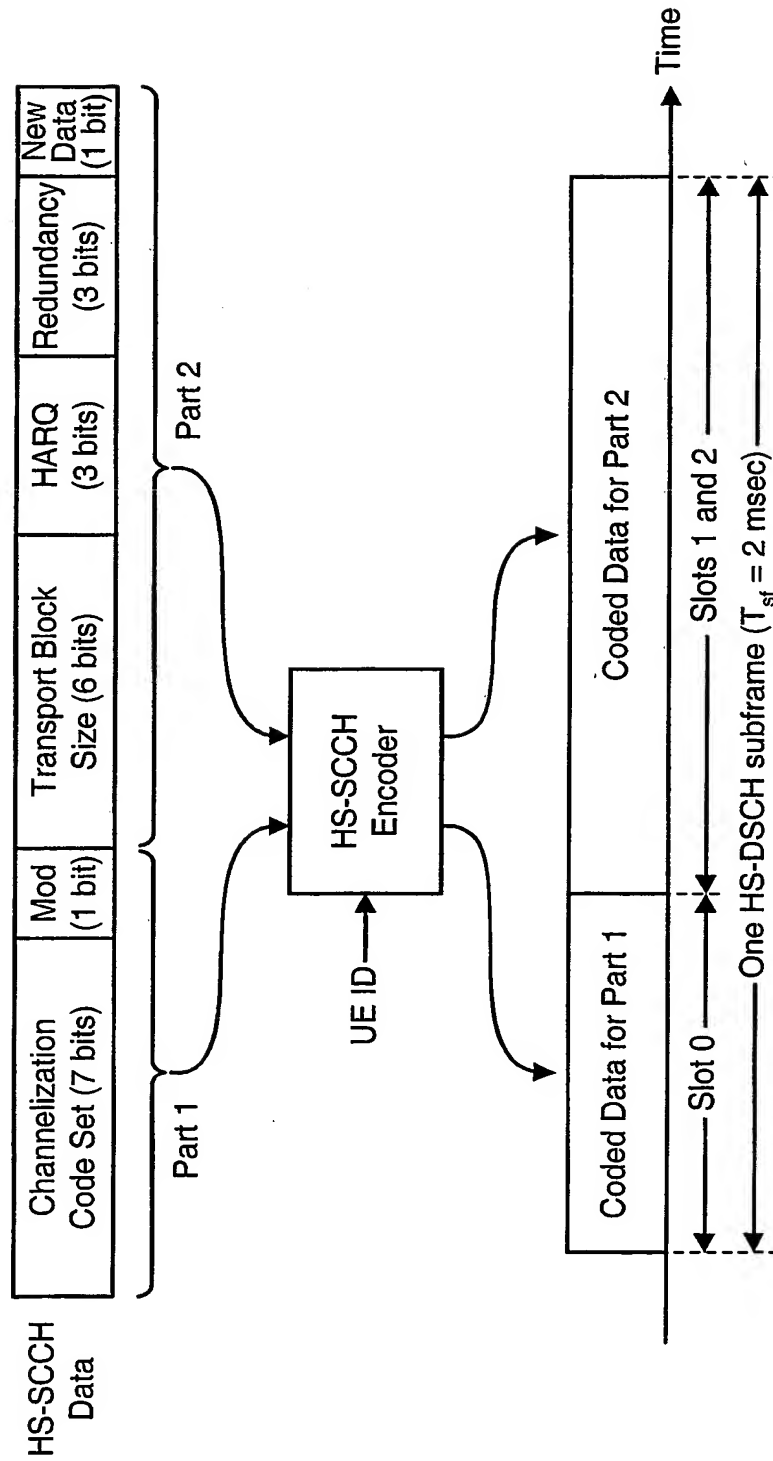 HS-SCCH
Data
Channelization
Code Set (7 bits)
Mod
(1 bit)
Transport Block
Size (6 bits)
HARQ
(3 bits)
Redundancy
(3 bits)
New
Data
(1 bit)
Part 1
Part 2
UE ID
HS-SCCH
Encoder
Coded Data for Part 1
Coded Data for Part 2
Time
Slot 0
Slots 1 and 2
One HS-DSCH subframe (Tsf = 2 msec)